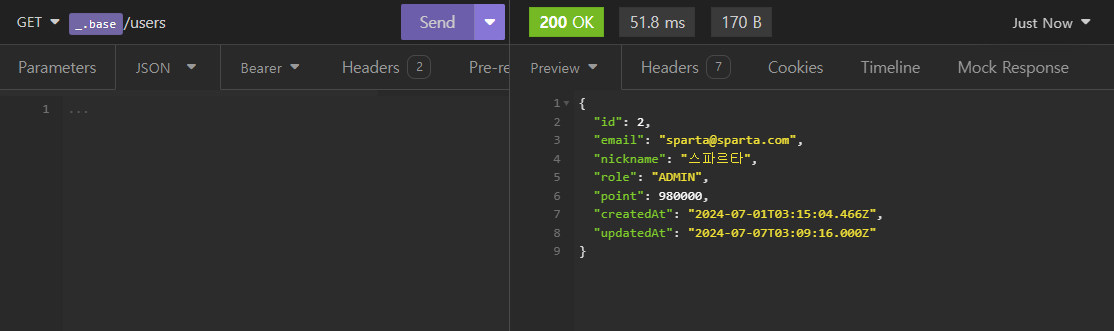 GET _.base /users Send
200 OK 51.8 ms 170 B Just Now
Parameters JSON Bearer Headers 2 Pre-re
Preview Headers 7 Cookies Timeline Mock Response
1 ...
1 {
2 "id": 2,
3 "email": "sparta@sparta.com",
4 "nickname": "스파르타",
5 "role": "ADMIN",
6 "point": 980000,
7 "createdAt": "2024-07-01T03:15:04.466Z",
8 "updatedAt": "2024-07-07T03:09:16.000Z"
9 }